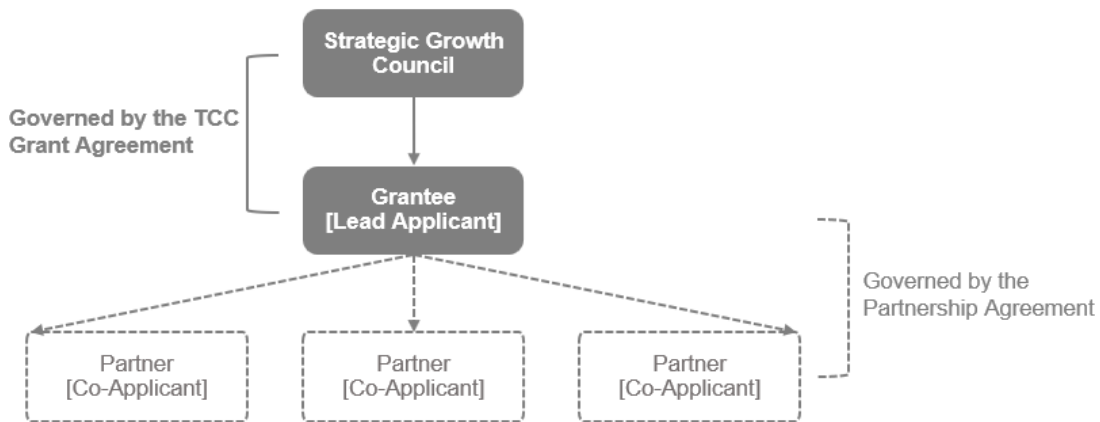 Strategic Growth
Council
Governed by the TCC
Grant Agreement
Grantee
[Lead Applicant]
Governed by the
Partnership Agreement
Partner
[Co-Applicant]
Partner
[Co-Applicant]
Partner
[Co-Applicant]